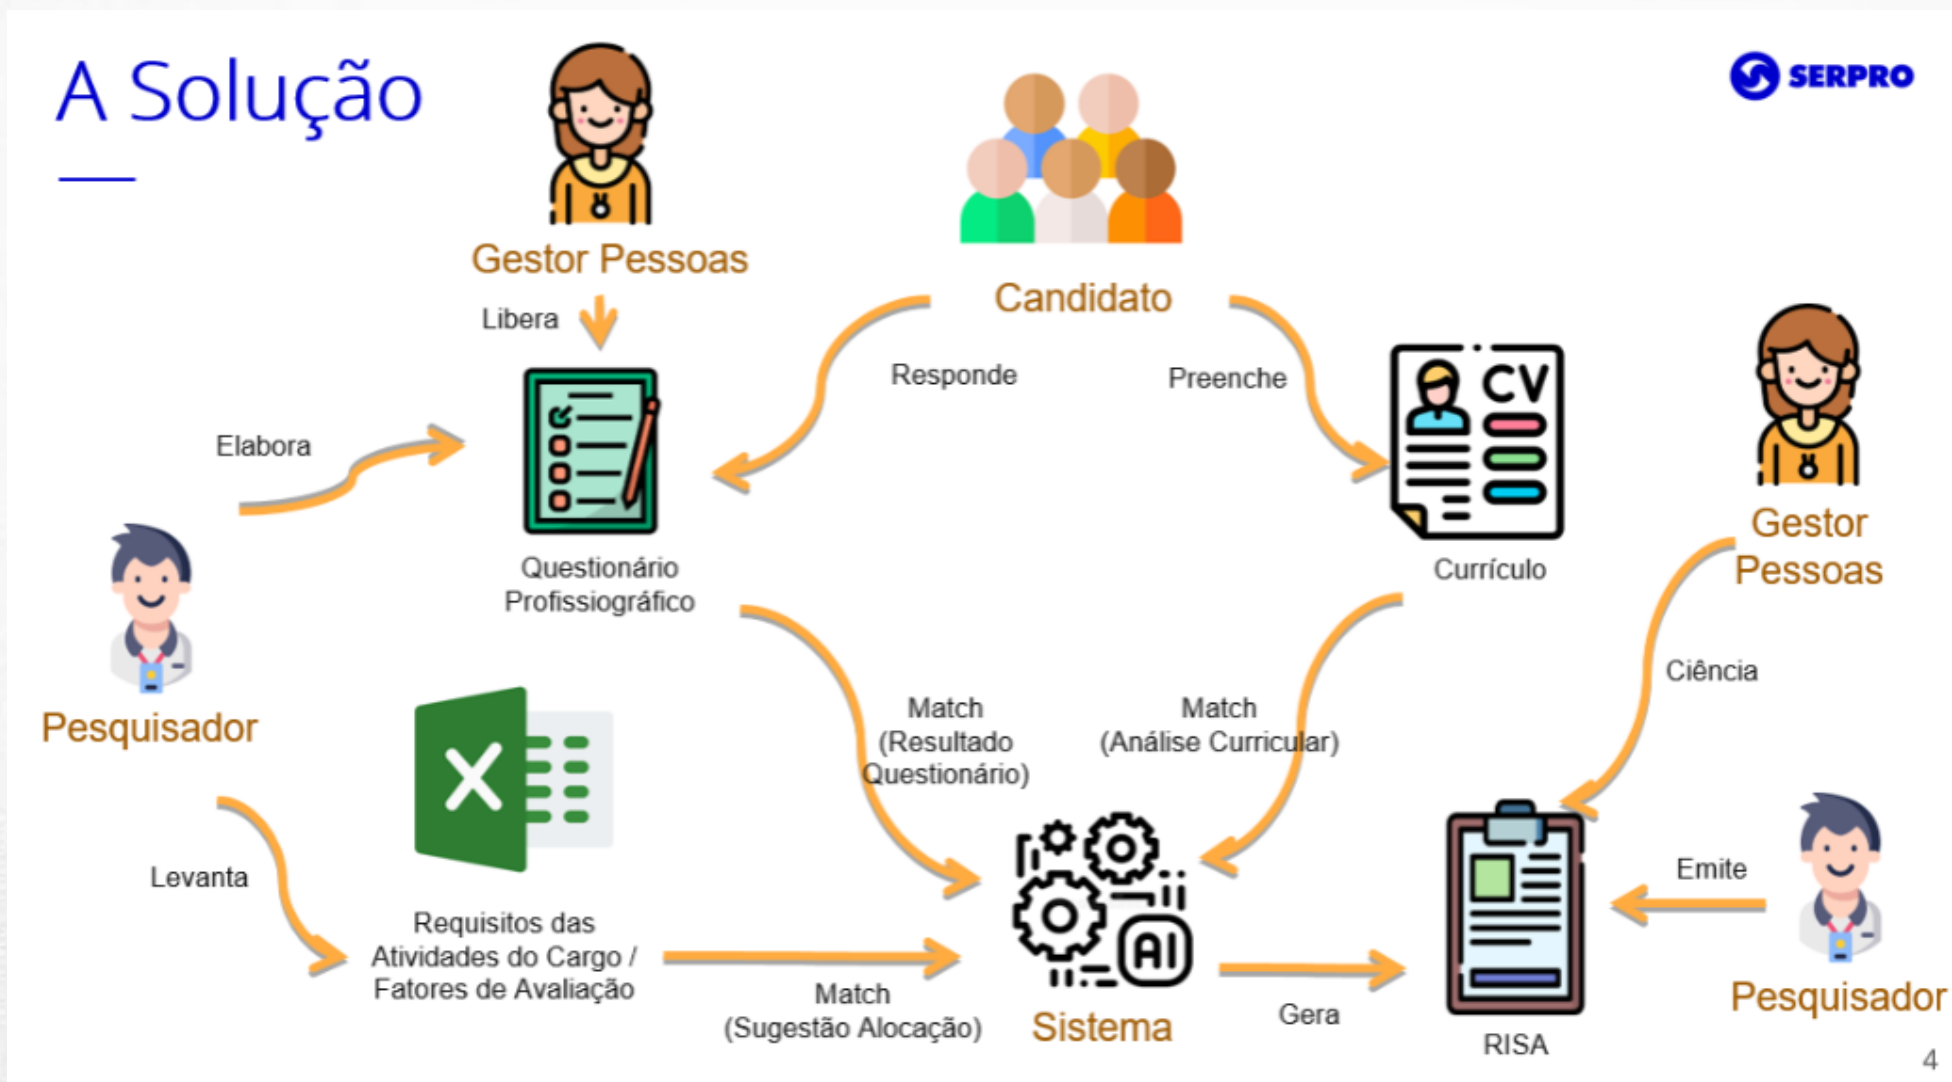 A Solução
SERPRO
Gestor Pessoas
Libera
Candidato
Responde
Preenche
CV
Elabora
Questionário
Profissiográfico
Currículo
Gestor
Pessoas
Ciência
Pesquisador
Match
(Resultado
Questionário)
Match
(Análise Curricular)
X
Levanta
Requisitos das
Atividades do Cargo /
Fatores de Avaliação
Match
(Sugestão Alocação)
AI
Sistema
Gera
RISA
Emite
Pesquisador
4